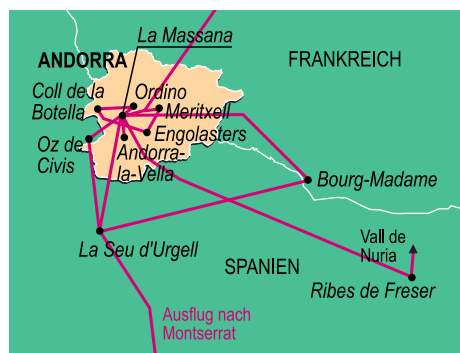 La Massana
ANDORRA
FRANKREICH
Coll de la
Botella
Ordino
Meritxell
Oz de
Civis
Engolasters
Andorra-
la-Vella
Bourg-Madame
La Seu d'Urgell
Vall de
Nuria
SPANIEN
Ribes de Freser
Ausflug nach
Montserrat